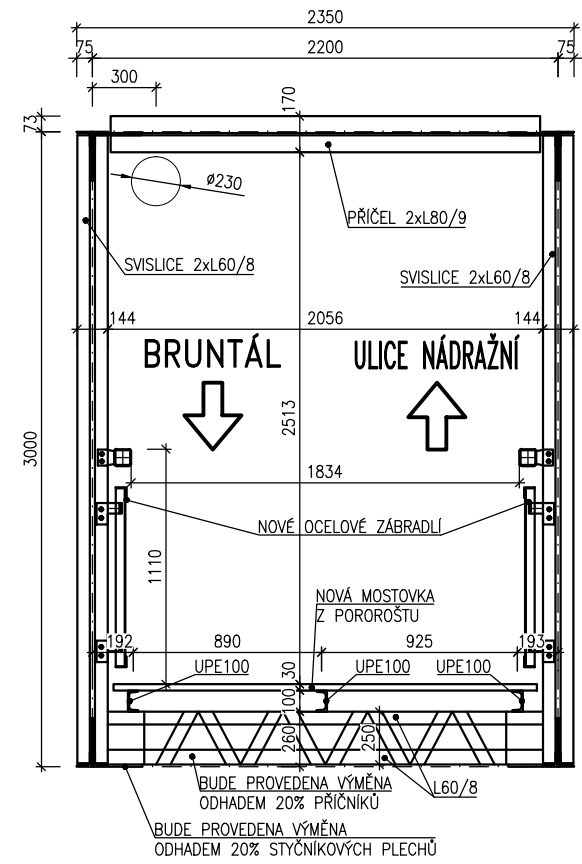 2350
75 2200 75
300
170
73
ø230
PŘÍČEL 2xL80/9
SVISLICE 2xL60/8
SVISLICE 2xL60/8
144 2056 144
BRUNTÁL
ULICE NÁDRAŽNÍ
2513
3000
1834
NOVÉ OCELOVÉ ZÁBRADLÍ
1110
NOVÁ MOSTOVKA
Z POROROŠTU
192 890 925 193
UPE100 UPE100 UPE100
30
100
260
250
BUDE PROVEDENA VÝMĚNA
ODHADEM 20% PŘÍČNÍKŮ
L60/8
BUDE PROVEDENA VÝMĚNA
ODHADEM 20% STYČNÍKOVÝCH PLECHŮ